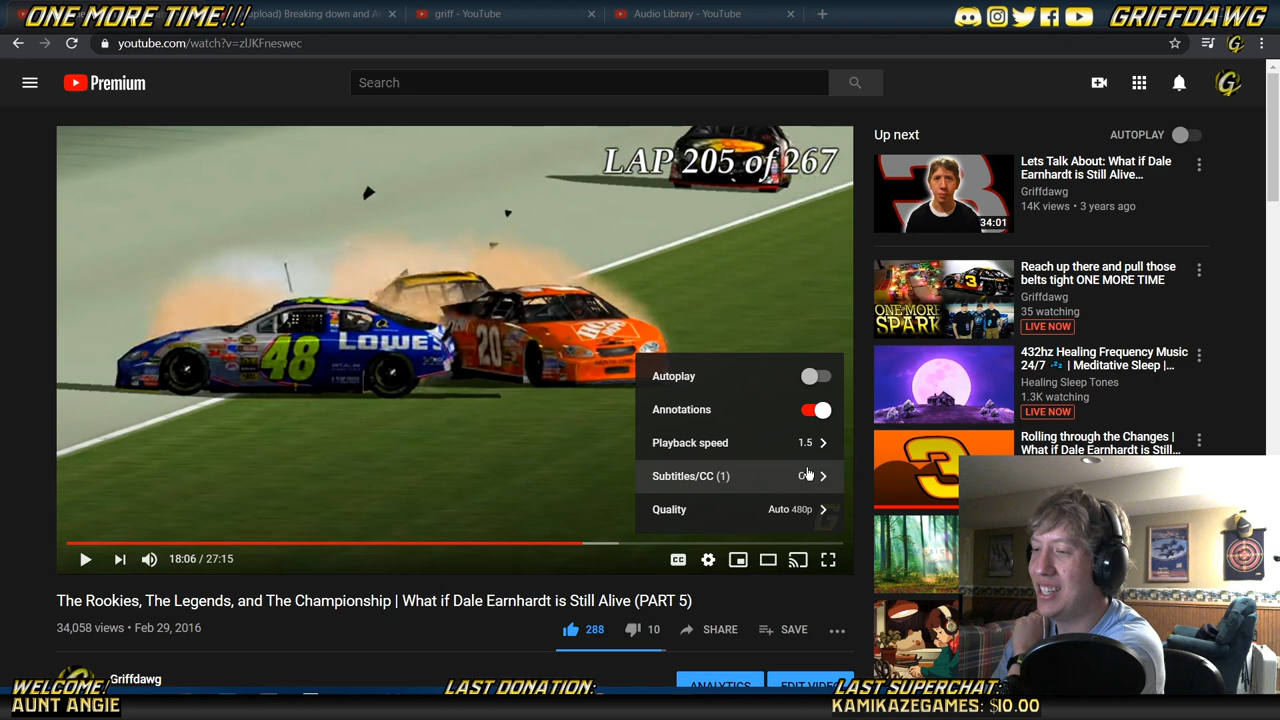 ONE MORE TIME!!!
upload) Breaking down and
griff - YouTube
Audio Library - YouTube
GRIFFDAWG
youtube.com/watch?v=zlJKFneswec
Premium
Search
LAP 205 of 267
48
LOWE'S
20
Autoplay
Annotations
Playback speed
1.5
Subtitles/CC (1)
Quality
Auto 480p
18:06 / 27:15
CC
The Rookies, The Legends, and The Championship | What if Dale Earnhardt is Still Alive (PART 5)
34,058 views • Feb 29, 2016
288
10
SHARE
SAVE
Griffdawg
ANALYTICS
EDIT VIDEO
Up next
AUTOPLAY
Lets Talk About: What if Dale
Earnhardt is Still Alive...
Griffdawg
14K views • 3 years ago
34:01
Reach up there and pull those
belts tight ONE MORE TIME
Griffdawg
35 watching
LIVE NOW
ONE MORE
SPARK
3
432hz Healing Frequency Music
24/7 💤 | Meditative Sleep |...
Healing Sleep Tones
1.3K watching
LIVE NOW
Rolling through the Changes |
What if Dale Earnhardt is Still...
3
WELCOME!
AUNT ANGIE
LAST DONATION:
LAST SUPERCHAT:
KAMIKAZEGAMES: $10.00